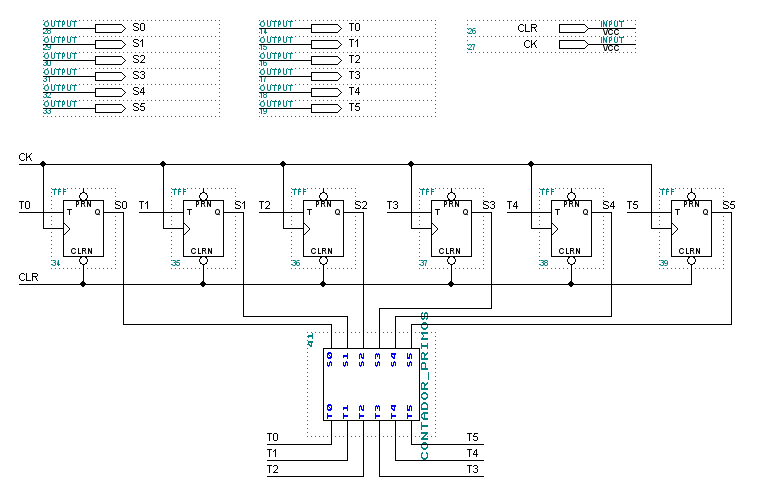 OUTPUT 28 S0
OUTPUT 29 S1
OUTPUT 30 S2
OUTPUT 31 S3
OUTPUT 32 S4
OUTPUT 33 S5
OUTPUT 14 T0
OUTPUT 15 T1
OUTPUT 16 T2
OUTPUT 17 T3
OUTPUT 18 T4
OUTPUT 19 T5
26 CLR INPUT VCC
27 CK INPUT VCC
CK
TFF TFF TFF TFF TFF TFF
T0 T PRN Q S0
T1 T PRN Q S1
T2 T PRN Q S2
T3 T PRN Q S3
T4 T PRN Q S4
T5 T PRN Q S5
CLRN CLRN CLRN CLRN CLRN CLRN
34 35 36 37 38 39
CLR
41
S0 S1 S2 S3 S4 S5
CONTADOR_PRIMOS
T0 T1 T2 T3 T4 T5
T0 T5
T1 T4
T2 T3